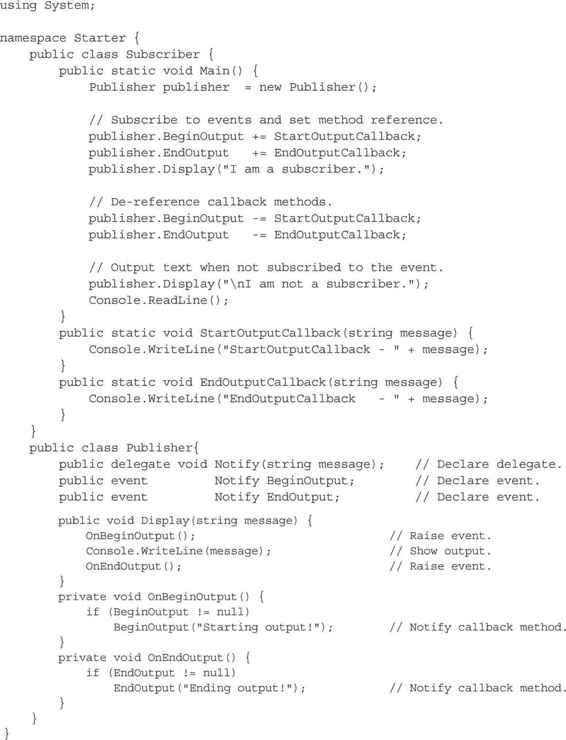 using System;

namespace Starter {
    public class Subscriber {
        public static void Main() {
            Publisher publisher  = new Publisher();

            // Subscribe to events and set method reference.
            publisher.BeginOutput += StartOutputCallback;
            publisher.EndOutput   += EndOutputCallback;
            publisher.Display("I am a subscriber.");

            // De-reference callback methods.
            publisher.BeginOutput -= StartOutputCallback;
            publisher.EndOutput   -= EndOutputCallback;

            // Output text when not subscribed to the event.
            publisher.Display("\nI am not a subscriber.");
            Console.ReadLine();
        }
        public static void StartOutputCallback(string message) {
            Console.WriteLine("StartOutputCallback - " + message);
        }
        public static void EndOutputCallback(string message) {
            Console.WriteLine("EndOutputCallback   - " + message);
        }
    }
    public class Publisher{
        public delegate void Notify(string message);    // Declare delegate.
        public event         Notify BeginOutput;        // Declare event.
        public event         Notify EndOutput;          // Declare event.

        public void Display(string message) {
            OnBeginOutput();                            // Raise event.
            Console.WriteLine(message);                 // Show output.
            OnEndOutput();                              // Raise event.
        }
        private void OnBeginOutput() {
            if (BeginOutput != null)
                BeginOutput("Starting output!");        // Notify callback method.
        }
        private void OnEndOutput() {
            if (EndOutput != null)
                EndOutput("Ending output!");            // Notify callback method.
        }
    }
}